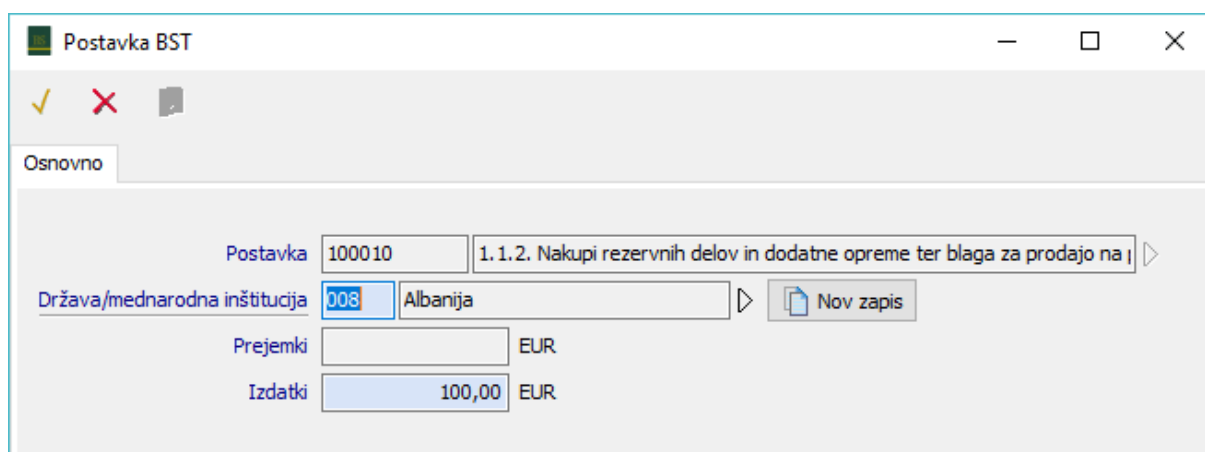 Postavka BST
Osnovno
Postavka 100010 1.1.2. Nakupi rezervnih delov in dodatne opreme ter blaga za prodajo na
Država/mednarodna inštitucija 008 Albanija Nov zapis
Prejemki EUR
Izdatki 100,00 EUR